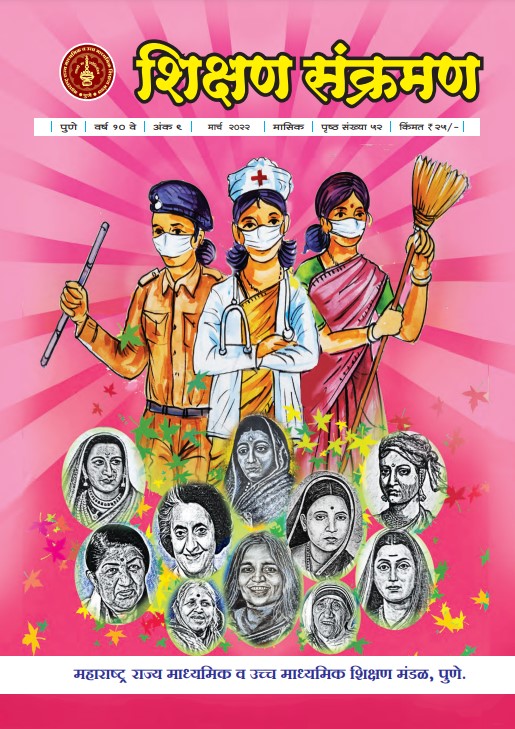 शिक्षण संक्रमण
पुणे | वर्ष १० वे | अंक ९ | मार्च २०२२ | मासिक | पृष्ठ संख्या ५२ | किंमत ₹ २५/-
महाराष्ट्र राज्य माध्यमिक व उच्च माध्यमिक शिक्षण मंडळ, पुणे.